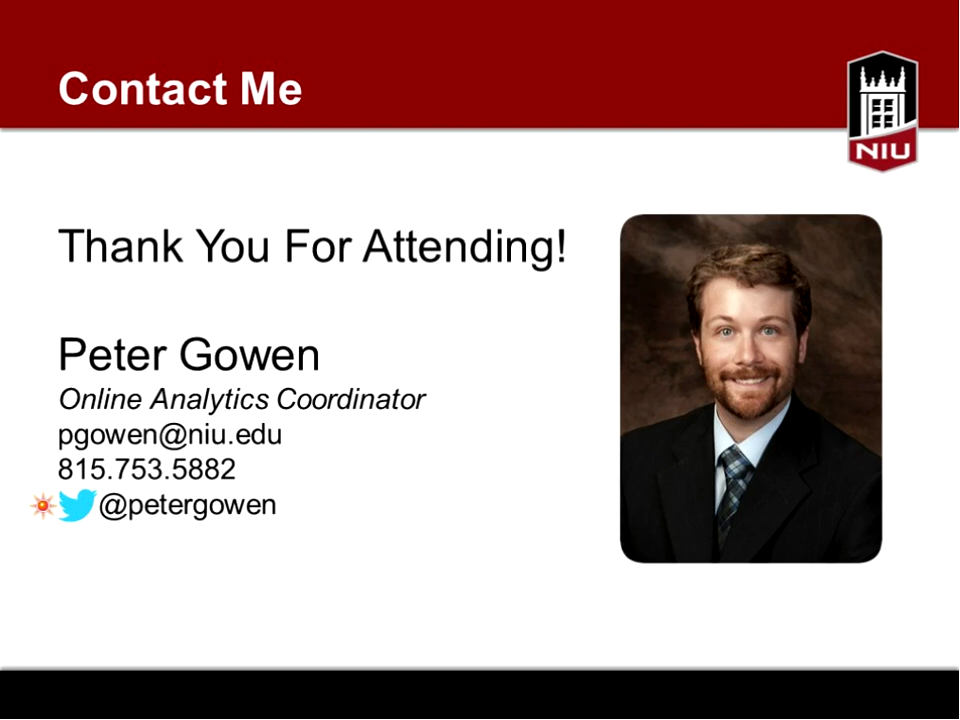 Contact Me
NIU
Thank You For Attending!
Peter Gowen
Online Analytics Coordinator
pgowen@niu.edu
815.753.5882
@petergowen